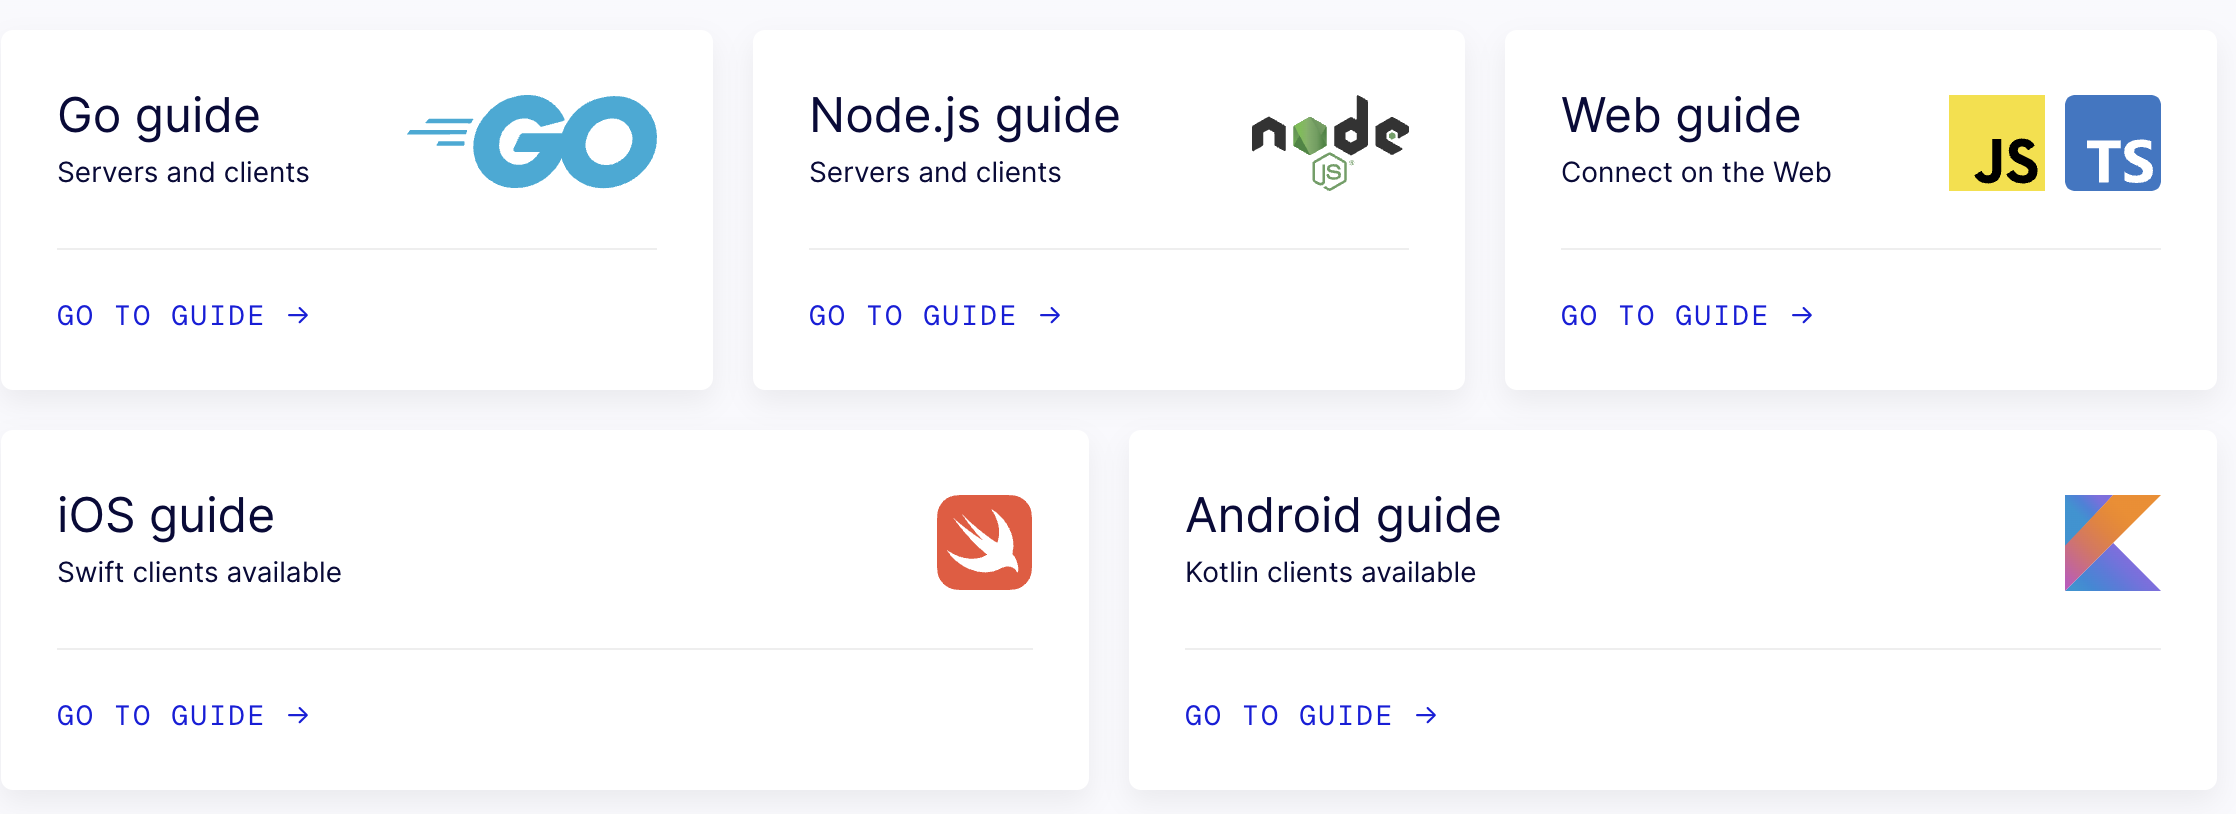 Go guide
Servers and clients
GO
GO TO GUIDE →
Node.js guide
Servers and clients
node
JS
GO TO GUIDE →
Web guide
Connect on the Web
JS
TS
GO TO GUIDE →
iOS guide
Swift clients available
GO TO GUIDE →
Android guide
Kotlin clients available
GO TO GUIDE →